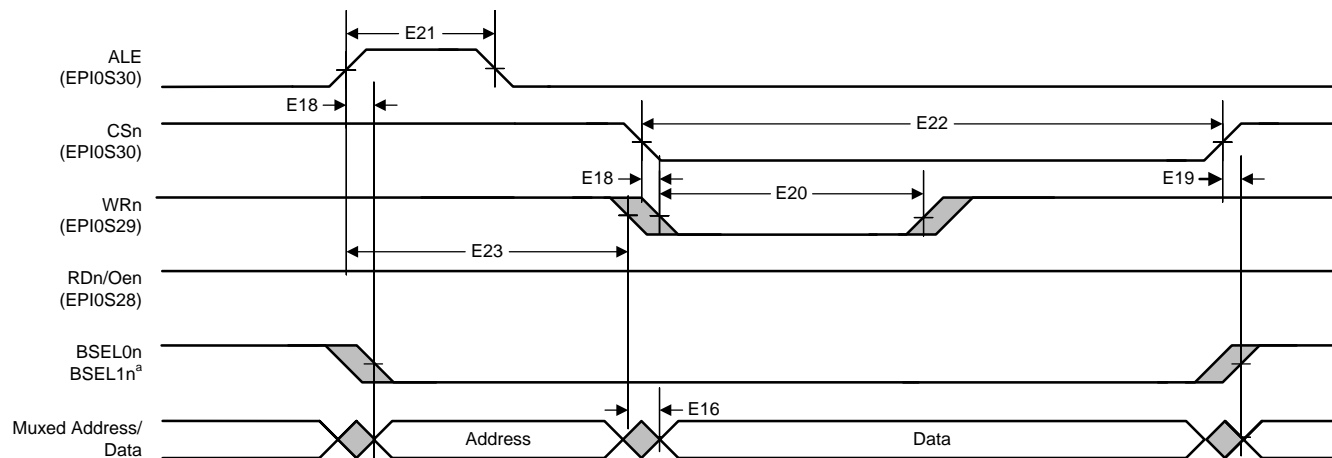 E21
ALE
(EPI0S30)
E18
CSn
(EPI0S30)
E22
E18
E20
E19
WRn
(EPI0S29)
E23
RDn/Oen
(EPI0S28)
BSEL0n
BSEL1nª
E16
Muxed Address/
Data
Address
Data